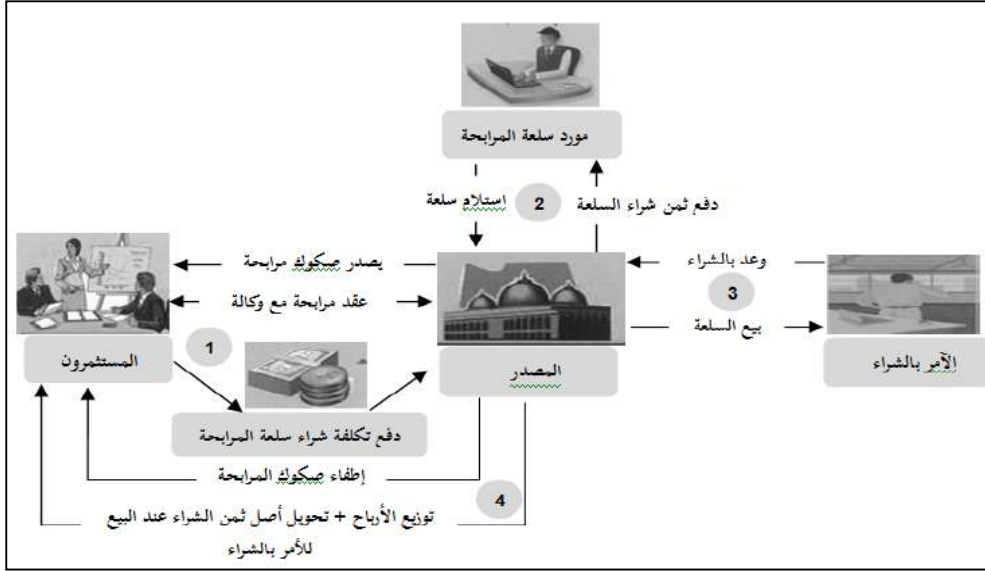 مورد سلعة المرابحة
استلام سلعة
2
دفع ثمن شراء السلعة
يصدر صكوك مرابحة
وعد بالشراء
عقد مرابحة مع وكالة
3
بيع السلعة
1
المستثمرون
المصدر
الآمر بالشراء
دفع تكلفة شراء سلعة المرابحة
إطفاء صكوك المرابحة
4
توزيع الأرباح + تحويل أصل ثمن الشراء عند البيع
للأمر بالشراء